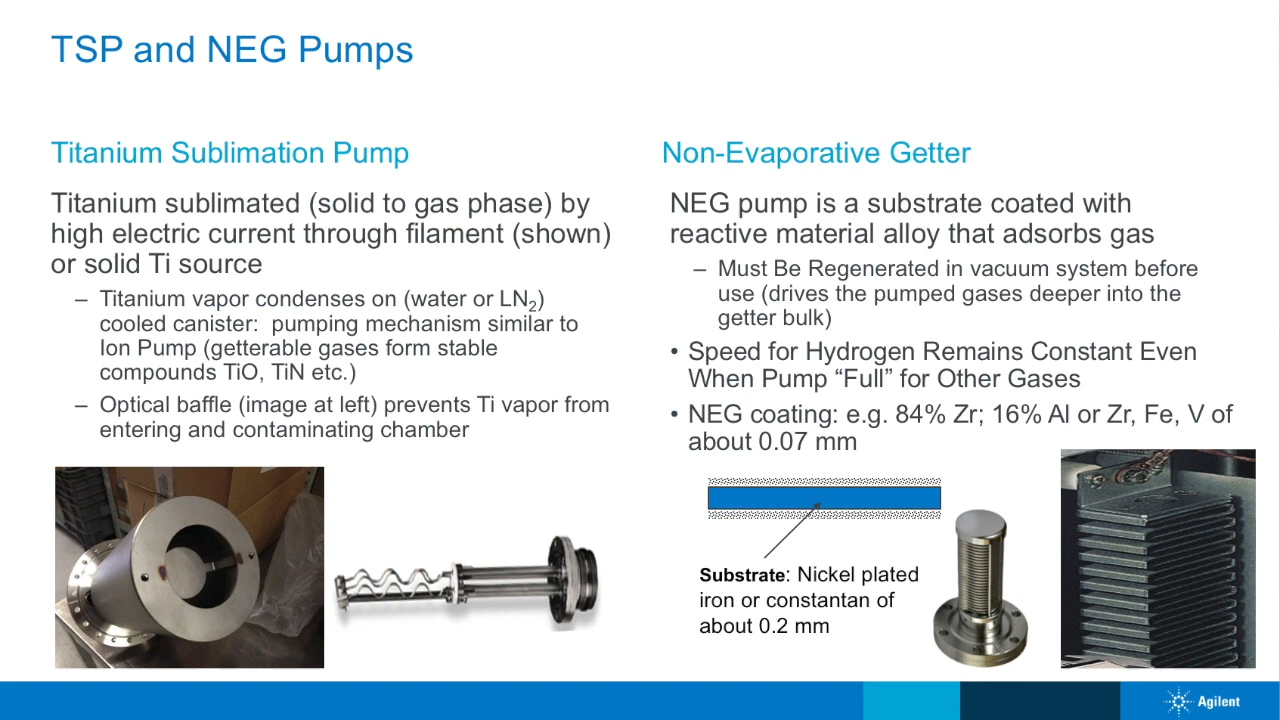 TSP and NEG Pumps
Titanium Sublimation Pump
Titanium sublimated (solid to gas phase) by
high electric current through filament (shown)
or solid Ti source
– Titanium vapor condenses on (water or LN2)
cooled canister:  pumping mechanism similar to
Ion Pump (getterable gases form stable
compounds TiO, TiN etc.)
– Optical baffle (image at left) prevents Ti vapor from
entering and contaminating chamber
Non-Evaporative Getter
NEG pump is a substrate coated with
reactive material alloy that adsorbs gas
– Must Be Regenerated in vacuum system before
use (drives the pumped gases deeper into the
getter bulk)
• Speed for Hydrogen Remains Constant Even
When Pump “Full” for Other Gases
• NEG coating: e.g. 84% Zr; 16% Al or Zr, Fe, V of
about 0.07 mm
Substrate: Nickel plated
iron or constantan of
about 0.2 mm
Agilent